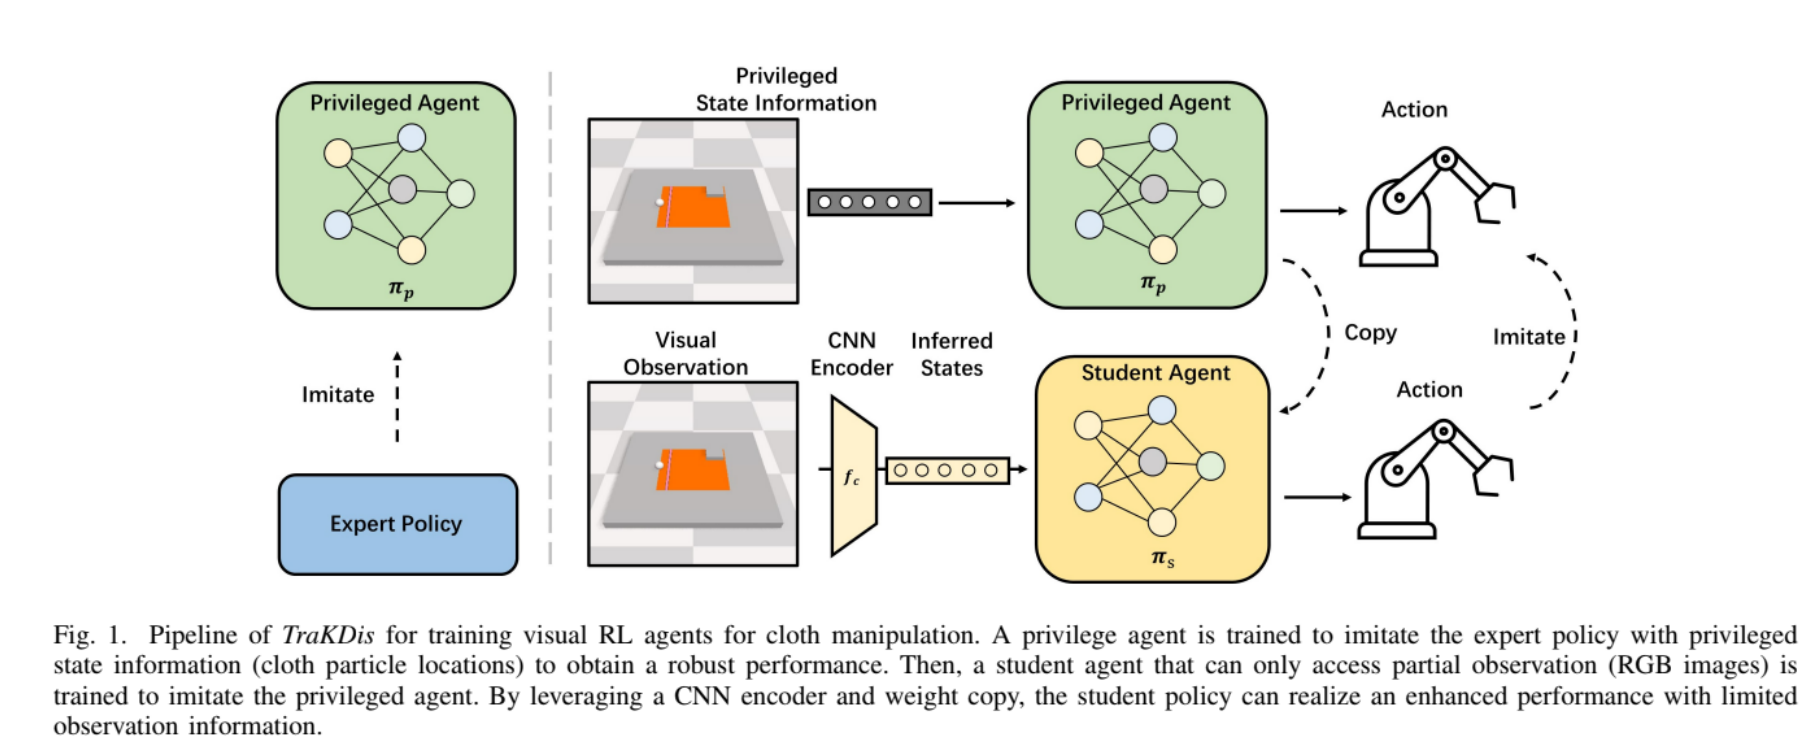 Privileged Agent
π_p
Imitate
Expert Policy
Privileged
State Information
Privileged Agent
π_p
Action
Visual
Observation
CNN
Encoder
Inferred
States
f_c
Student Agent
π_s
Copy
Imitate
Action
Fig. 1. Pipeline of TraKDis for training visual RL agents for cloth manipulation. A privilege agent is trained to imitate the expert policy with privileged
state information (cloth particle locations) to obtain a robust performance. Then, a student agent that can only access partial observation (RGB images) is
trained to imitate the privileged agent. By leveraging a CNN encoder and weight copy, the student policy can realize an enhanced performance with limited
observation information.